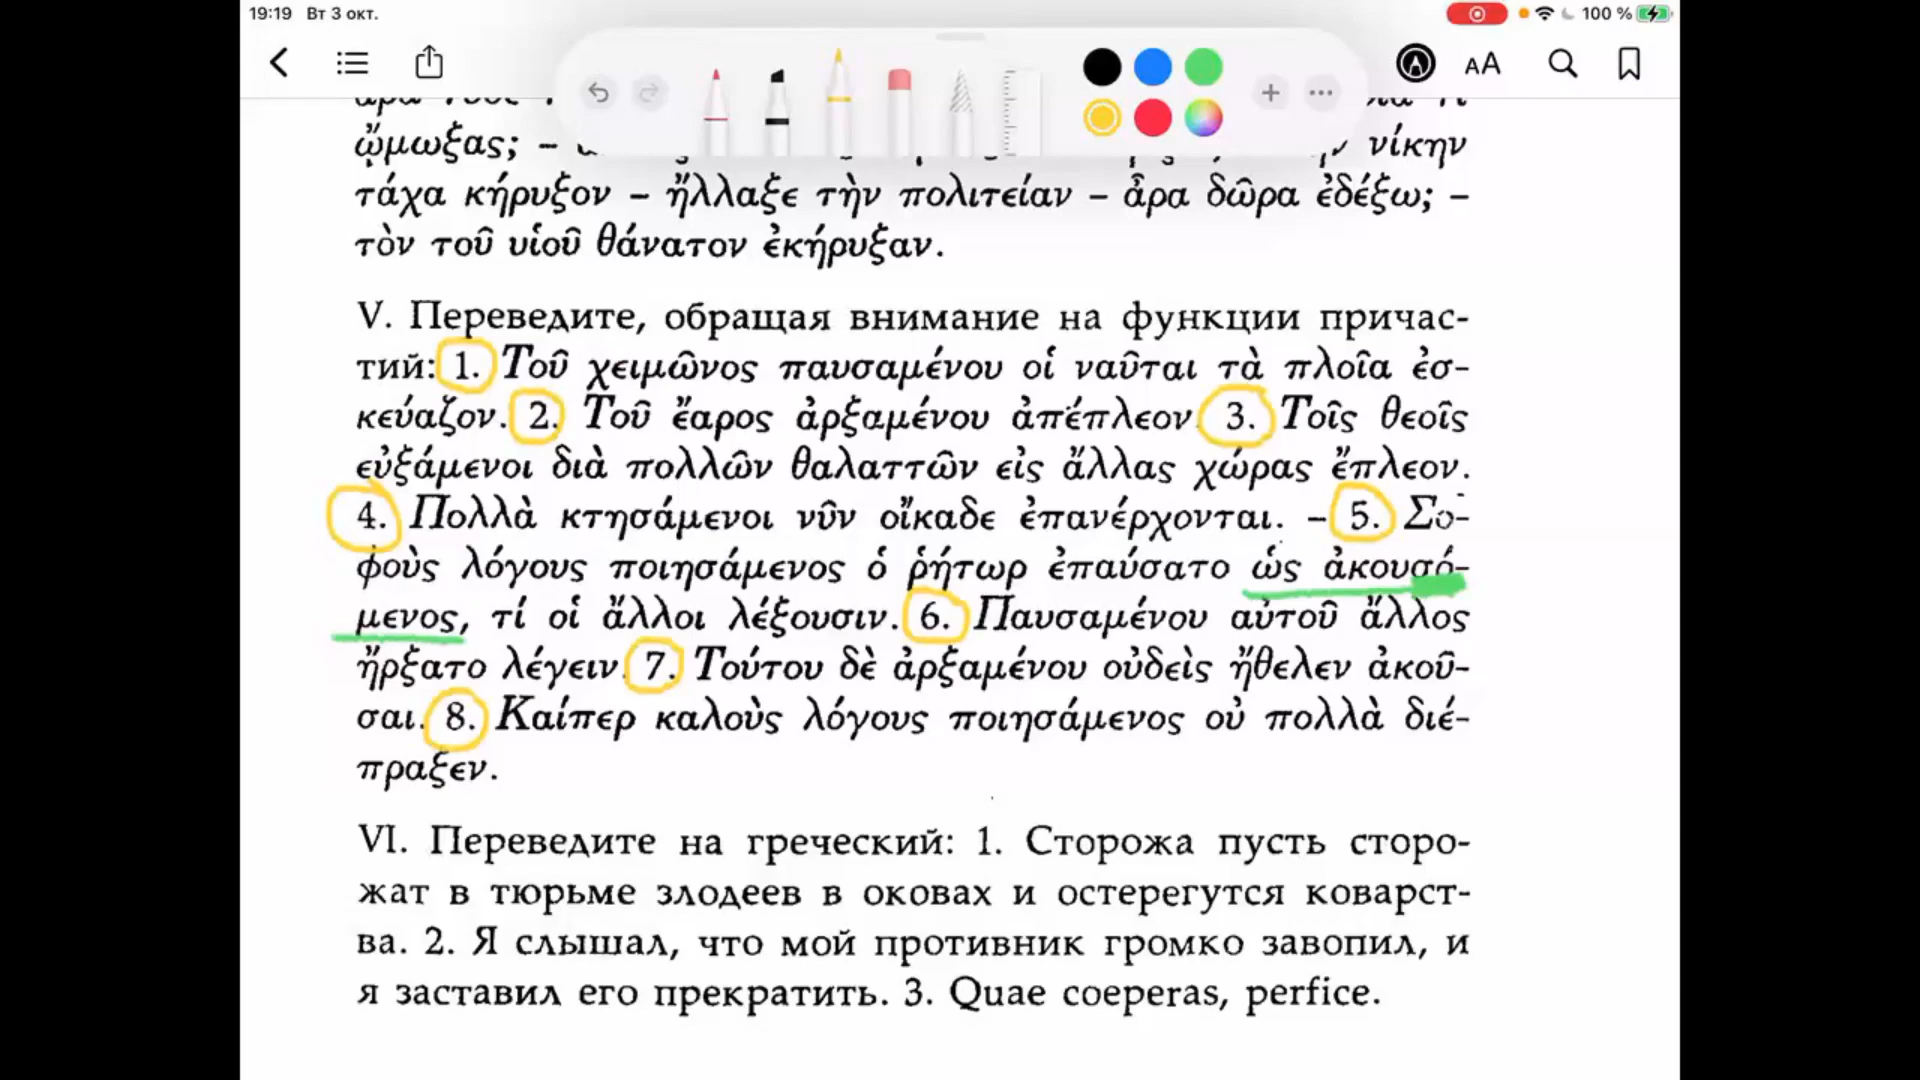 19:19 Вт 3 окт.
100 %
AA
ᾤμωξας; – νίκην
τάχα κήρυξον – ἤλλαξε τὴν πολιτείαν – ἆρα δῶρα ἐδέξω; –
τὸν τοῦ υἱοῦ θάνατον ἐκήρυξαν.
V. Переведите, обращая внимание на функции причас-
тий: 1. Τοῦ χειμῶνος παυσαμένου οἱ ναῦται τὰ πλοῖα ἐσ-
κεύαζον. 2. Τοῦ ἔαρος ἀρξαμένου ἀπέπλεον. 3. Τοῖς θεοῖς
εὐξάμενοι διὰ πολλῶν θαλαττῶν εἰς ἄλλας χώρας ἔπλεον.
4. Πολλὰ κτησάμενοι νῦν οἴκαδε ἐπανέρχονται. – 5. Σο-
φοὺς λόγους ποιησάμενος ὁ ῥήτωρ ἐπαύσατο ὡς ἀκουσό-
μενος, τί οἱ ἄλλοι λέξουσιν. 6. Παυσαμένου αὐτοῦ ἄλλος
ἤρξατο λέγειν. 7. Τούτου δὲ ἀρξαμένου οὐδεὶς ἤθελεν ἀκοῦ-
σαι. 8. Καίπερ καλοὺς λόγους ποιησάμενος οὐ πολλὰ διέ-
πραξεν.
VI. Переведите на греческий: 1. Сторожа пусть сторо-
жат в тюрьме злодеев в оковах и остерегутся коварст-
ва. 2. Я слышал, что мой противник громко завопил, и
я заставил его прекратить. 3. Quae coeperas, perfice.